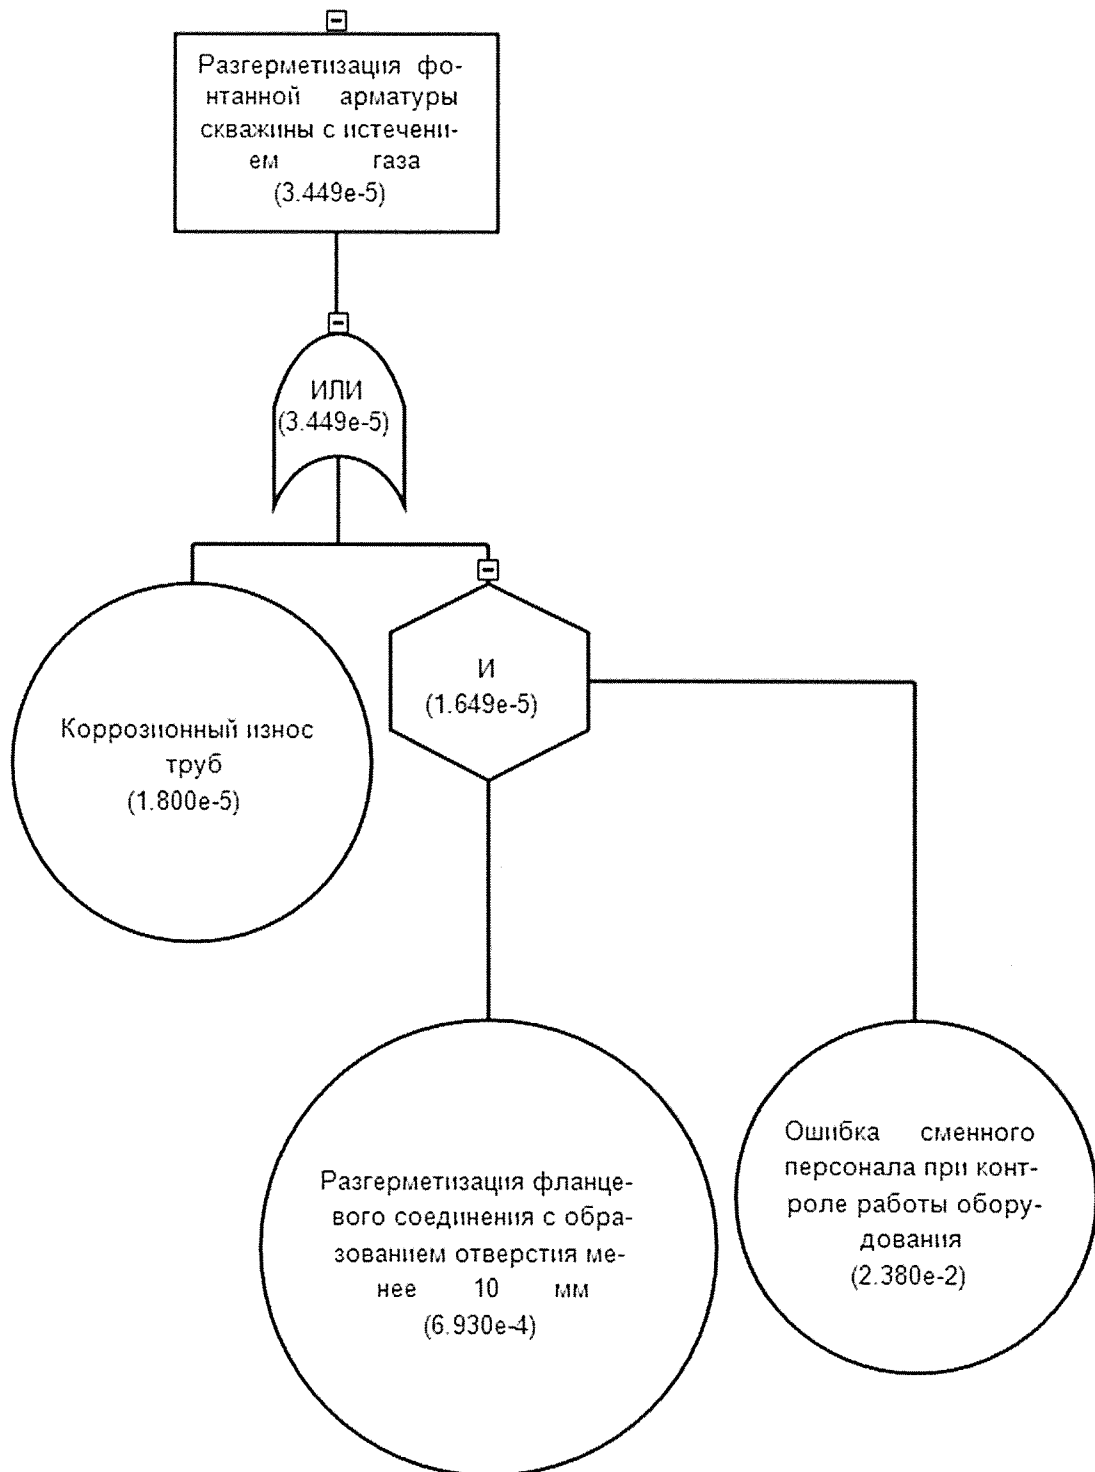 Разгерметизация фо-
нтанной арматуры
скважины с истечени-
ем газа
(3.449e-5)
ИЛИ
(3.449e-5)
И
(1.649e-5)
Коррозионный износ
труб
(1.800e-5)
Разгерметизация фланце-
вого соединения с обра-
зованием отверстия ме-
нее 10 мм
(6.930e-4)
Ошибка сменного
персонала при конт-
роле работы обору-
дования
(2.380e-2)